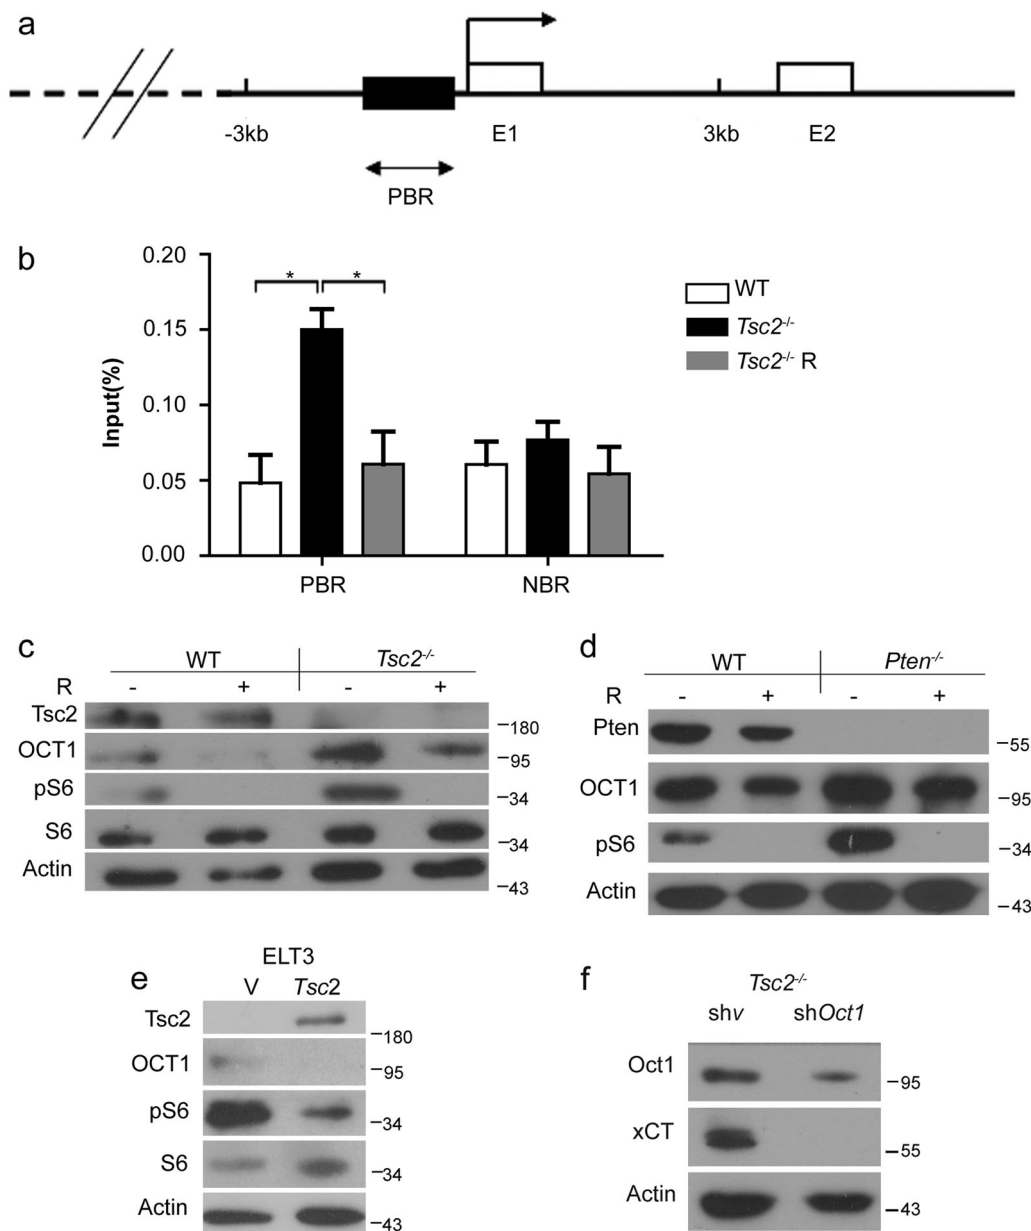 a
-3kb
E1
3kb
E2
PBR
b
0.20
0.15
0.10
0.05
0.00
Input(%)
*
*
PBR
NBR
WT
Tsc2-/-
Tsc2-/- R
c
WT
Tsc2-/-
R - + - +
Tsc2
–180
OCT1
–95
pS6
–34
S6
–34
Actin
–43
d
WT
Pten-/-
R - + - +
Pten
–55
OCT1
–95
pS6
–34
Actin
–43
e
ELT3
V Tsc2
Tsc2
–180
OCT1
–95
pS6
–34
S6
–34
Actin
–43
f
Tsc2-/-
shv shOct1
Oct1
–95
xCT
–55
Actin
–43